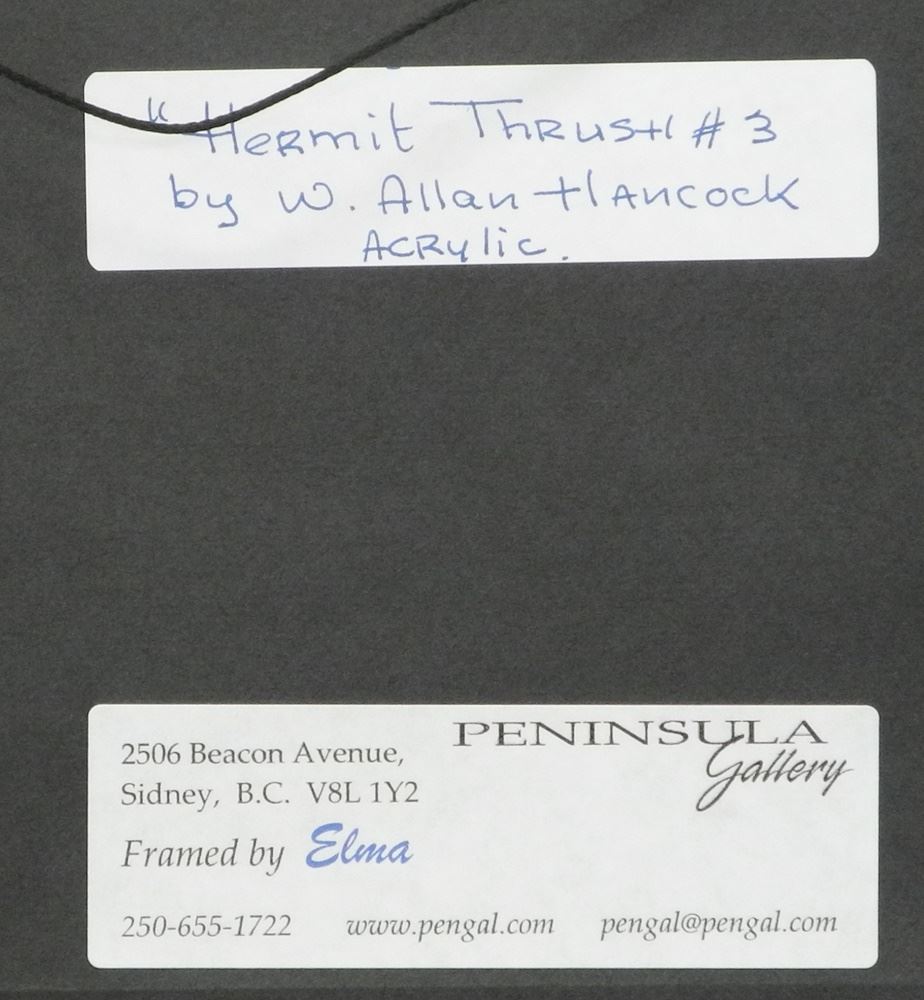 "Hermit Thrush #3
by W. Allan Hancock
Acrylic.
PENINSULA
Gallery
2506 Beacon Avenue,
Sidney, B.C. V8L 1Y2
Framed by Elma
250-655-1722 www.pengal.com pengal@pengal.com